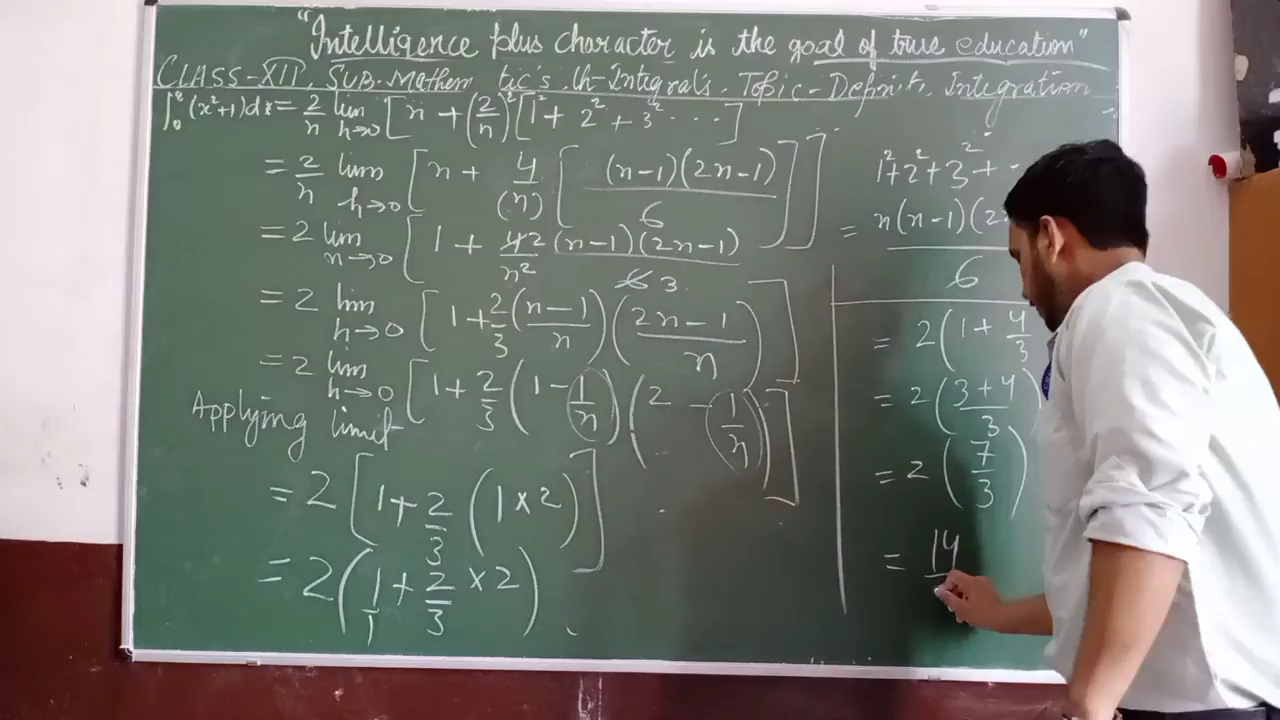 "Intelligence plus character is the goal of true education"
CLASS-XII, SUB-Mathem tic's, Ch-Integral's, Topic-Definit Integration
∫₀² (x²+1)dx = 2/n lim h→0 [n + (2/n)² [1² + 2² + 3² ....]
= 2/n lim h→0 [n + 4/(n) [(n-1)(2n-1)/6]]
= 2 lim n→0 [1 + 42/n² (n-1)(2n-1)/6 3
= 2 lim h→0 [1 + 2/3 ((n-1)/n) ((2n-1)/n)]
= 2 lim h→0 [1 + 2/3 (1 - 1/n) (2 - 1/n)]
Applying limit
= 2 [1 + 2/3 (1×2)]
= 2 (1/1 + 2/3 × 2)
1² + 2² + 3² +
= n(n-1)(2
6
= 2 (1 + 4/3
= 2 ((3+4)/3)
= 2 (7/3)
= 14